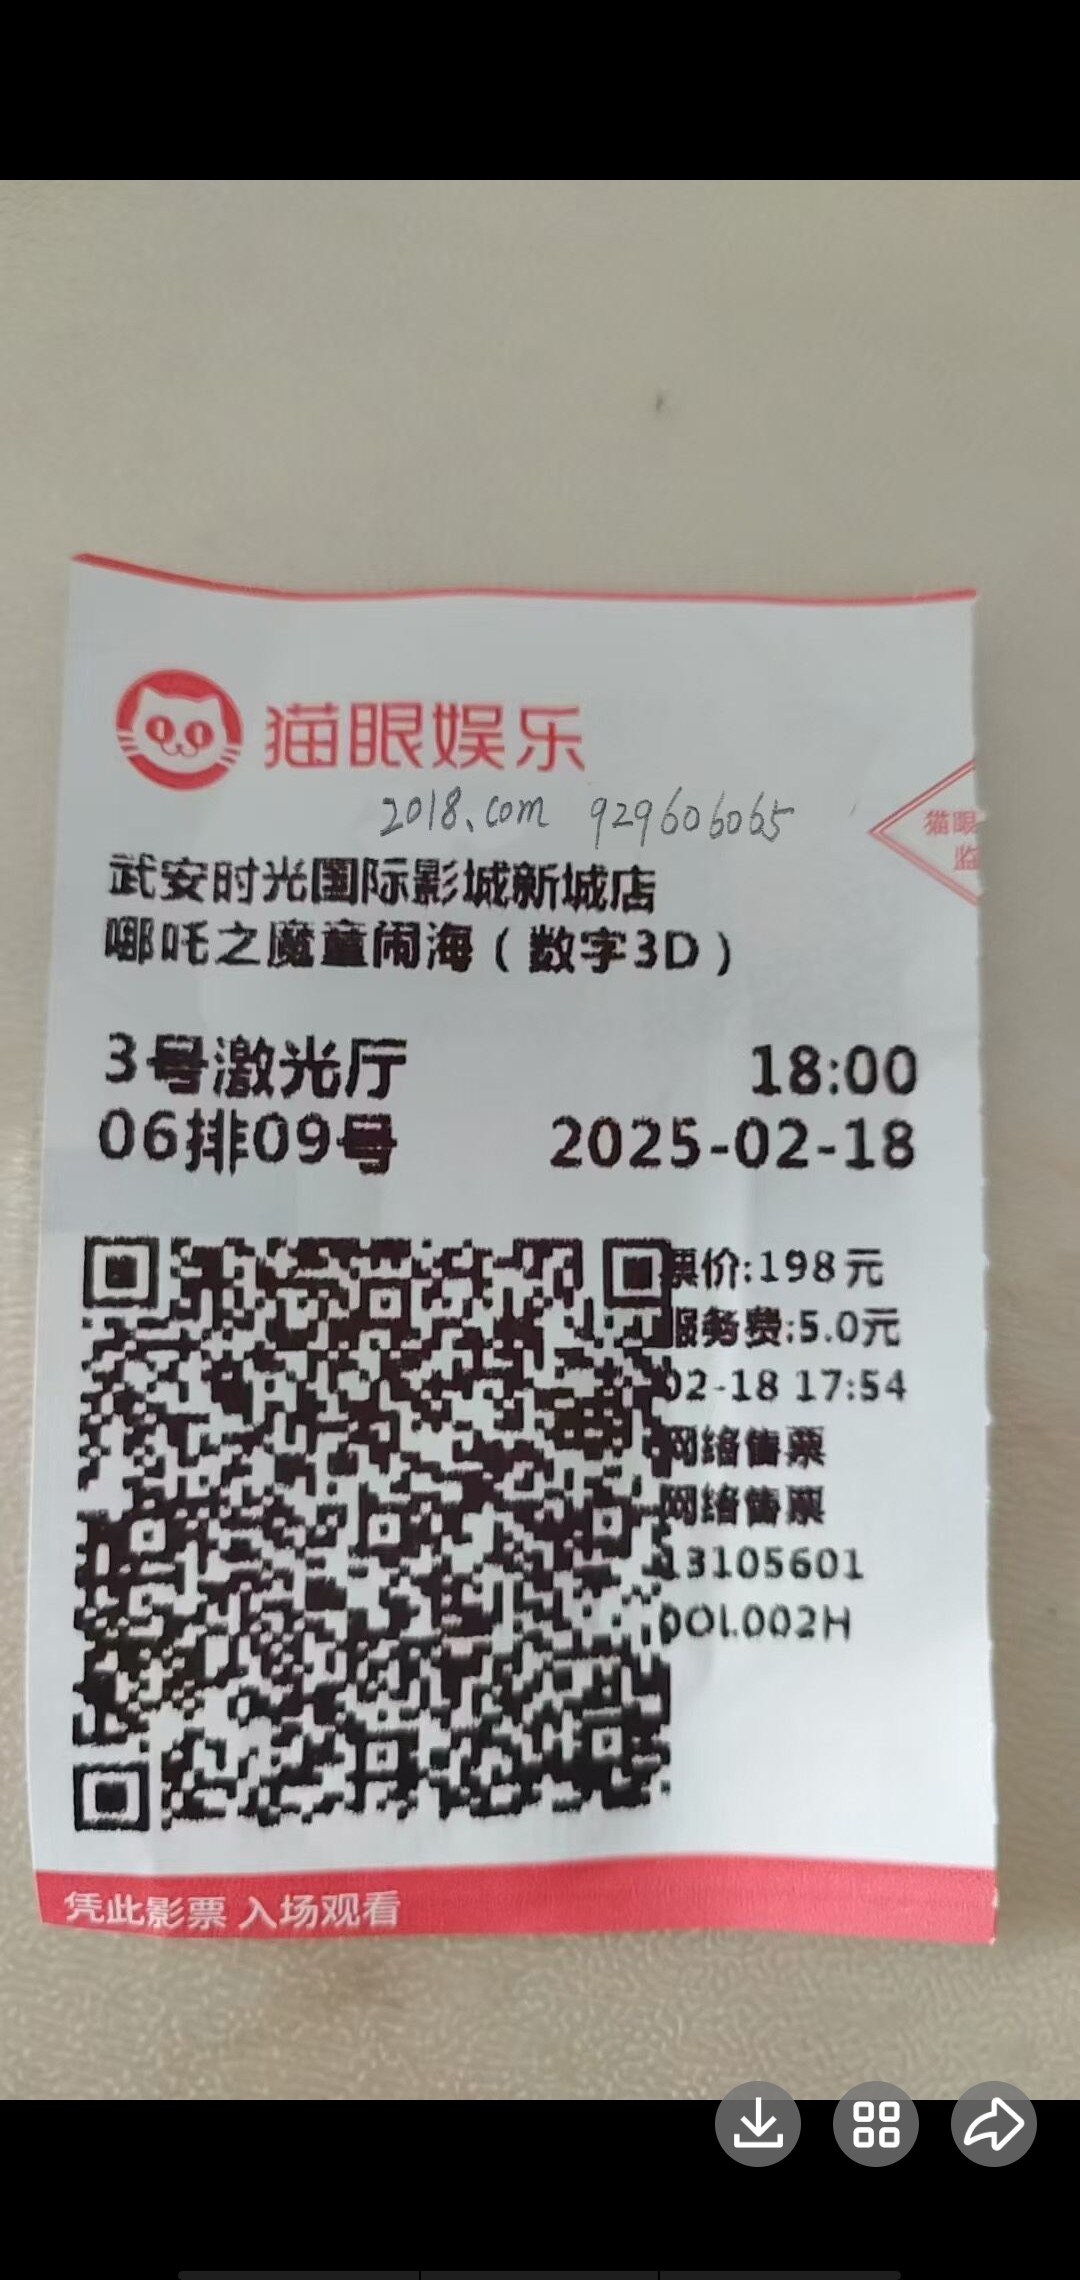 猫眼娱乐
2018.com 929606065
猫眼
监
武安时光国际影城新城店
哪吒之魔童闹海（数字3D）
3号激光厅 18:00
06排09号 2025-02-18
票价:198元
服务费:5.0元
02-18 17:54
网络售票
网络售票
13105601
001002H
凭此影票 入场观看